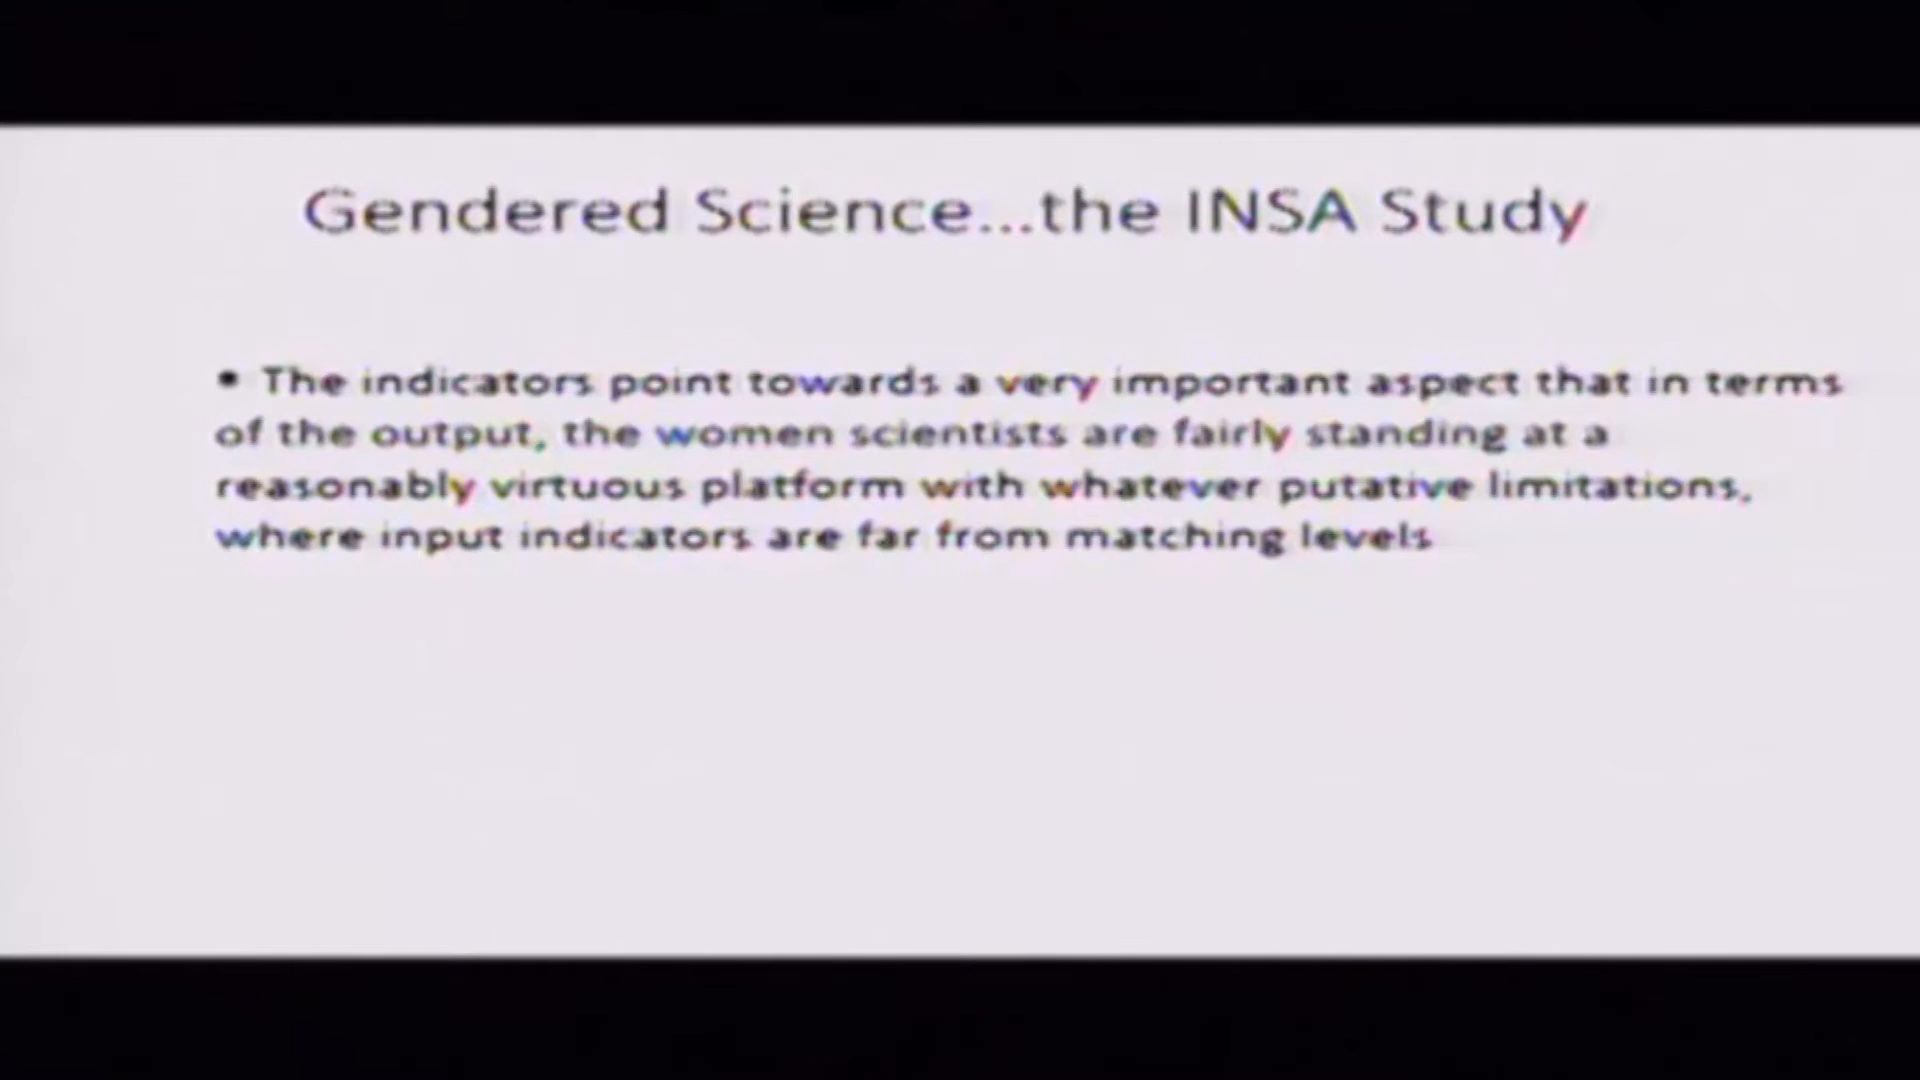 Gendered Science...the INSA Study
• The indicators point towards a very important aspect that in terms
of the output, the women scientists are fairly standing at a
reasonably virtuous platform with whatever putative limitations,
where input indicators are far from matching levels